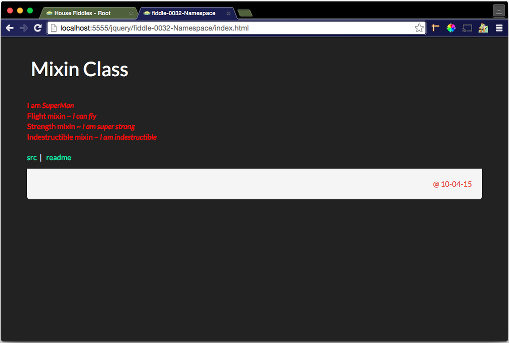 House Fiddles - Root
fiddle-0032-Namespace
localhost:5555/jquery/fiddle-0032-Namespace/index.html
Mixin Class
I am SuperMan
Flight mixin ~ I can fly
Strength mixin ~ I am super strong
Indestructible mixin ~ I am indestructible
src | readme
@ 10-04-15